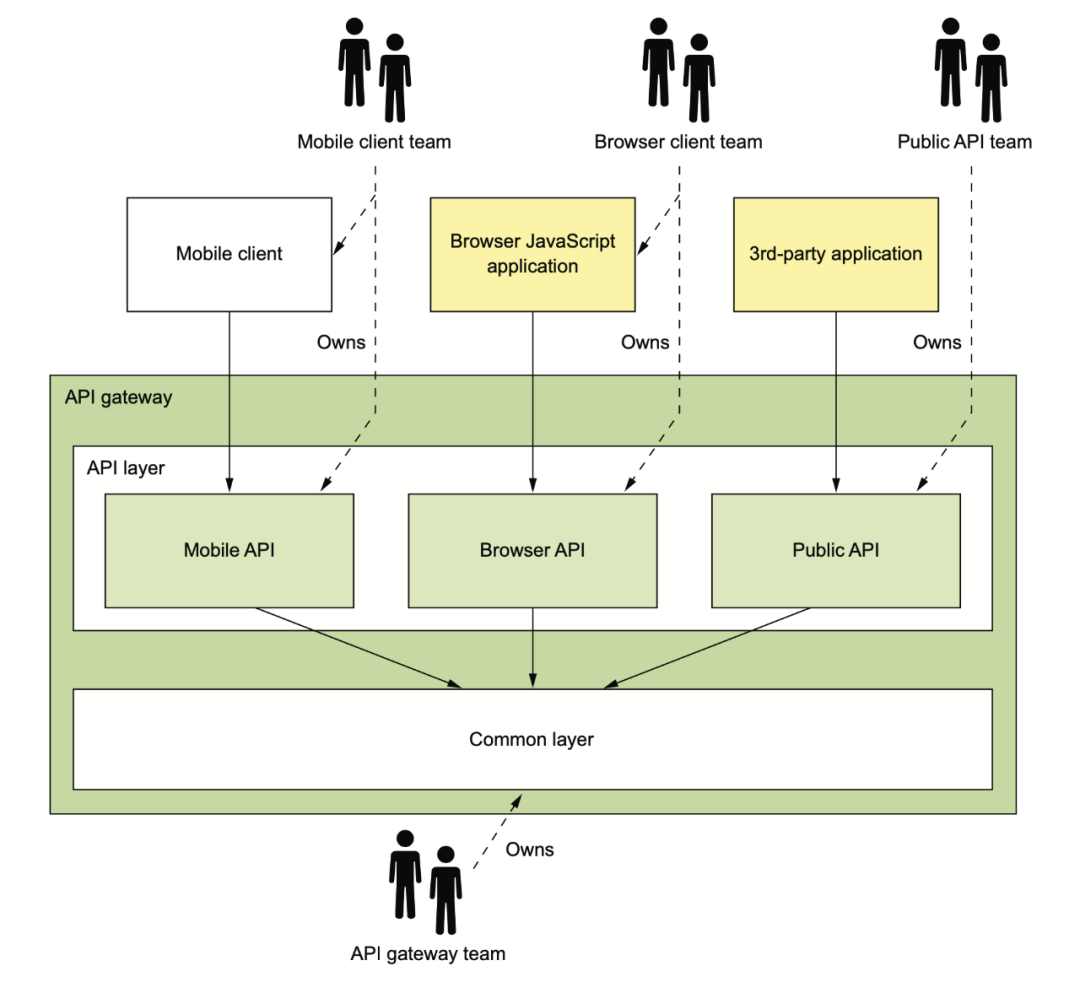 Mobile client team
Browser client team
Public API team
Mobile client
Browser JavaScript
application
3rd-party application
Owns
Owns
Owns
API gateway
API layer
Mobile API
Browser API
Public API
Common layer
Owns
API gateway team